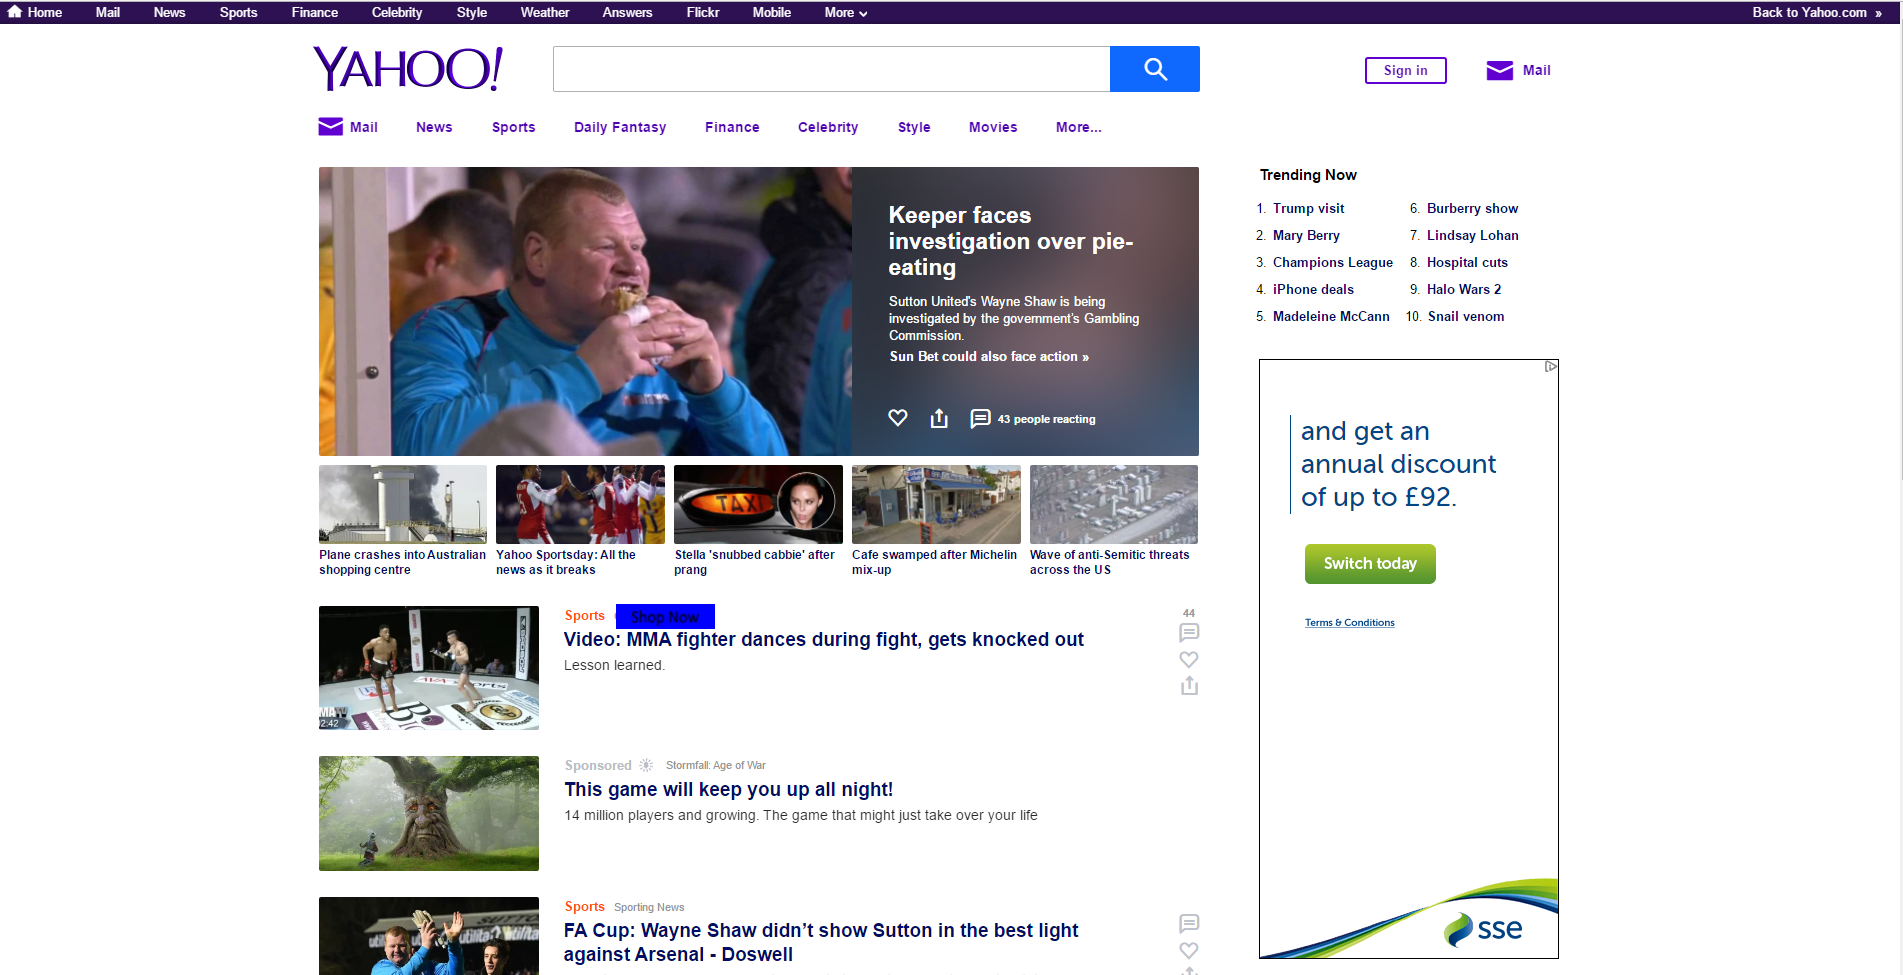 Home Mail News Sports Finance Celebrity Style Weather Answers Flickr Mobile More Back to Yahoo.com »
YAHOO!
Sign in
Mail
Mail News Sports Daily Fantasy Finance Celebrity Style Movies More...
Keeper faces
investigation over pie-
eating
Sutton United's Wayne Shaw is being
investigated by the government's Gambling
Commission.
Sun Bet could also face action »
43 people reacting
TAXI
Plane crashes into Australian
shopping centre
Yahoo Sportsday: All the
news as it breaks
Stella 'snubbed cabbie' after
prang
Cafe swamped after Michelin
mix-up
Wave of anti-Semitic threats
across the US
Sports
Shop Now
Video: MMA fighter dances during fight, gets knocked out
Lesson learned.
44
2:42
Sponsored Stormfall: Age of War
This game will keep you up all night!
14 million players and growing. The game that might just take over your life
Sports Sporting News
FA Cup: Wayne Shaw didn't show Sutton in the best light
against Arsenal - Doswell
Trending Now
1. Trump visit
2. Mary Berry
3. Champions League
4. iPhone deals
5. Madeleine McCann
6. Burberry show
7. Lindsay Lohan
8. Hospital cuts
9. Halo Wars 2
10. Snail venom
and get an
annual discount
of up to £92.
Switch today
Terms & Conditions
sse